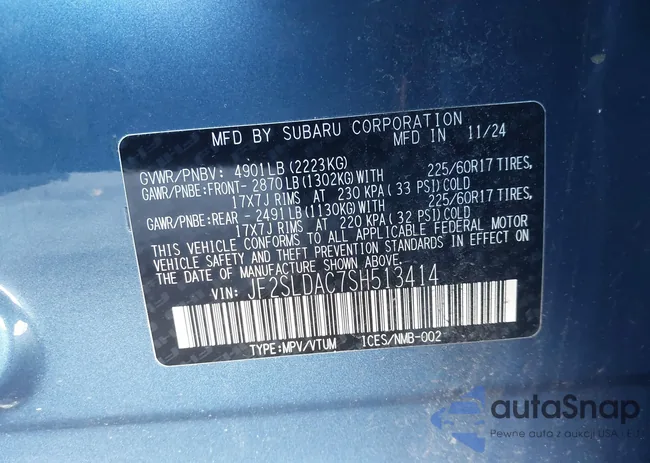 MFD BY SUBARU CORPORATION
MFD IN 11/24
GVWR/PNBV: 4901LB (2223KG)
GAWR/PNBE:FRONT- 2870LB (1302KG)WITH 225/60R17 TIRES,
17X7J RIMS AT 230 KPA (33 PSI)COLD
GAWR/PNBE:REAR - 2491LB (1130KG)WITH 225/60R17 TIRES,
17X7J RIMS AT 220 KPA (32 PSI)COLD
THIS VEHICLE CONFORMS TO ALL APPLICABLE FEDERAL MOTOR
VEHICLE SAFETY AND THEFT PREVENTION STANDARDS IN EFFECT ON
THE DATE OF MANUFACTURE SHOWN ABOVE.
VIN: JF2SLDAC7SH513414
TYPE:MPV/VTUM ICES/NMB-002
autaSnap
Pewne auta z aukcji USA